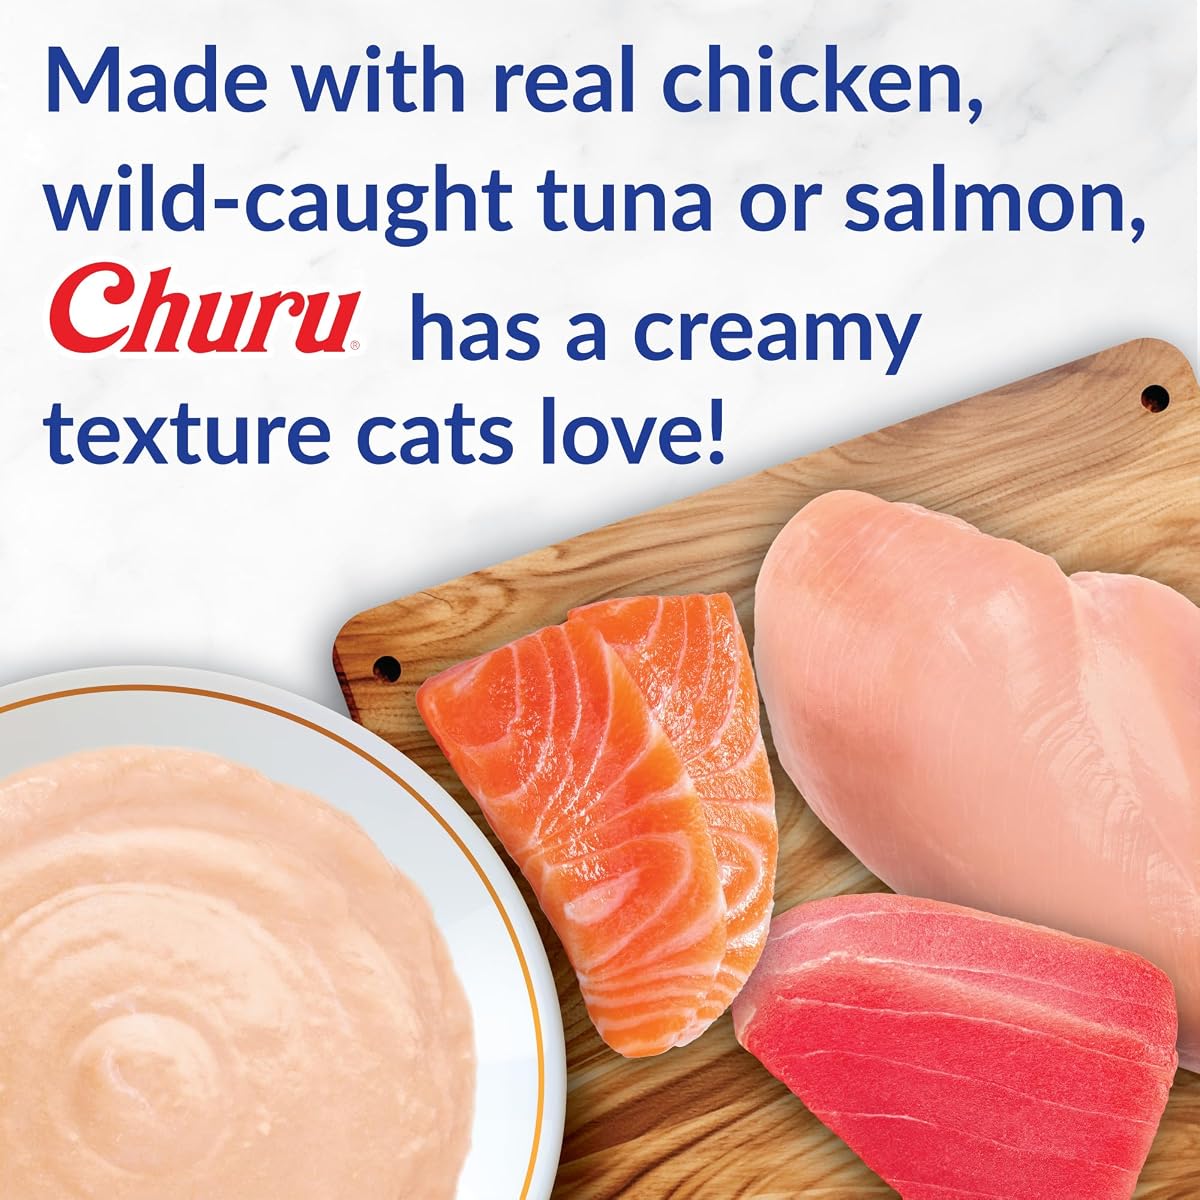 Made with real chicken,
wild-caught tuna or salmon,
Churu® has a creamy
texture cats love!